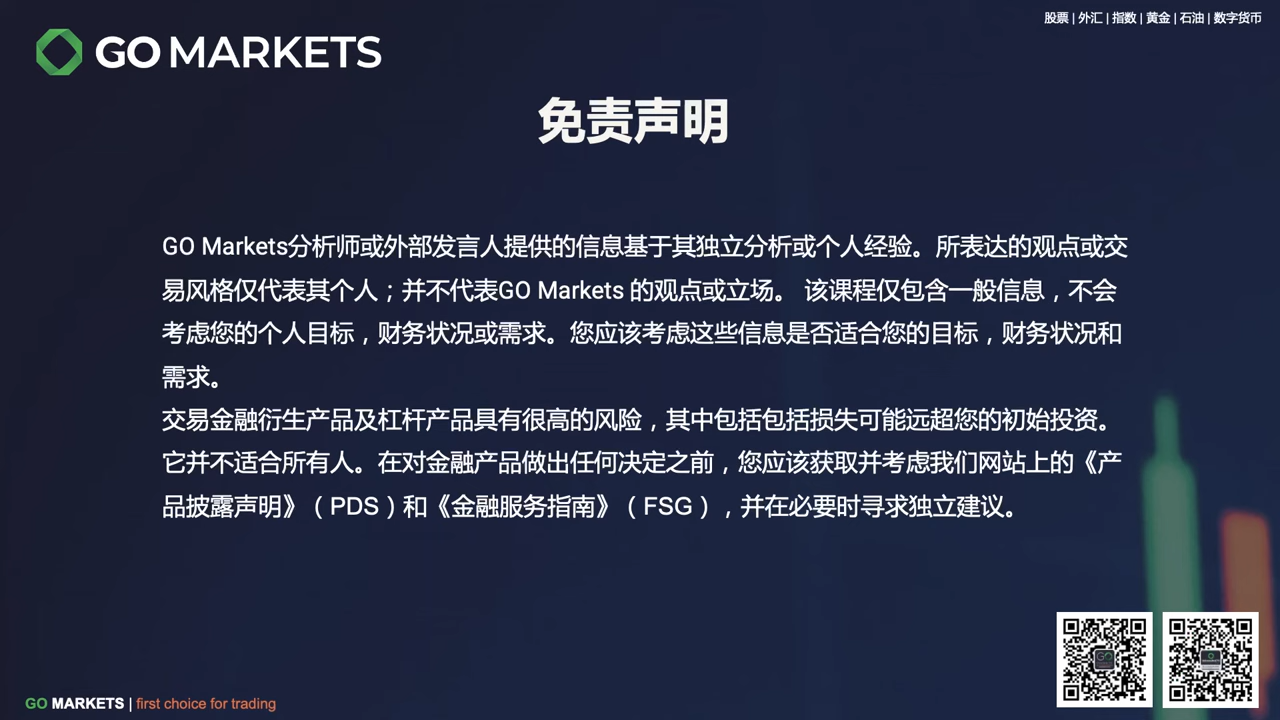 股票 | 外汇 | 指数 | 黄金 | 石油 | 数字货币
GO MARKETS
免责声明
GO Markets分析师或外部发言人提供的信息基于其独立分析或个人经验。所表达的观点或交
易风格仅代表其个人；并不代表GO Markets 的观点或立场。 该课程仅包含一般信息，不会
考虑您的个人目标，财务状况或需求。您应该考虑这些信息是否适合您的目标，财务状况和
需求。
交易金融衍生产品及杠杆产品具有很高的风险，其中包括包括损失可能远超您的初始投资。
它并不适合所有人。在对金融产品做出任何决定之前，您应该获取并考虑我们网站上的《产
品披露声明》（PDS）和《金融服务指南》（FSG），并在必要时寻求独立建议。
GO MARKETS | first choice for trading